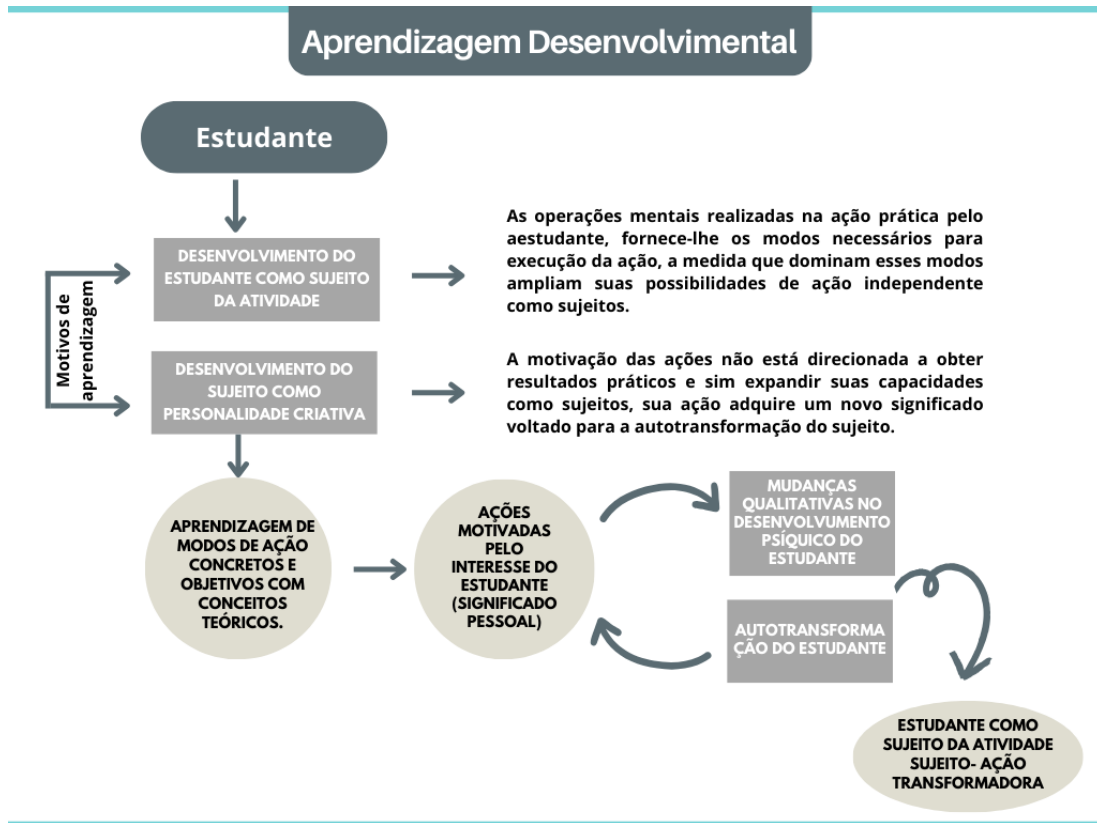 Aprendizagem Desenvolvimental
Estudante
DESENVOLVIMENTO DO
ESTUDANTE COMO SUJEITO
DA ATIVIDADE
As operações mentais realizadas na ação prática pelo
aestudante, fornece-lhe os modos necessários para
execução da ação, a medida que dominam esses modos
ampliam suas possibilidades de ação independente
como sujeitos.
Motivos de
aprendizagem
DESENVOLVIMENTO DO
SUJEITO COMO
PERSONALIDADE CRIATIVA
A motivação das ações não está direcionada a obter
resultados práticos e sim expandir suas capacidades
como sujeitos, sua ação adquire um novo significado
voltado para a autotransformação do sujeito.
APRENDIZAGEM DE
MODOS DE AÇÃO
CONCRETOS E
OBJETIVOS COM
CONCEITOS
TEÓRICOS.
AÇÕES
MOTIVADAS
PELO
INTERESSE DO
ESTUDANTE
(SIGNIFICADO
PESSOAL)
MUDANÇAS
QUALITATIVAS NO
DESENVOLVUMENTO
PSÍQUICO DO
ESTUDANTE
AUTOTRANSFORMA
ÇÃO DO ESTUDANTE
ESTUDANTE COMO
SUJEITO DA ATIVIDADE
SUJEITO- AÇÃO
TRANSFORMADORA